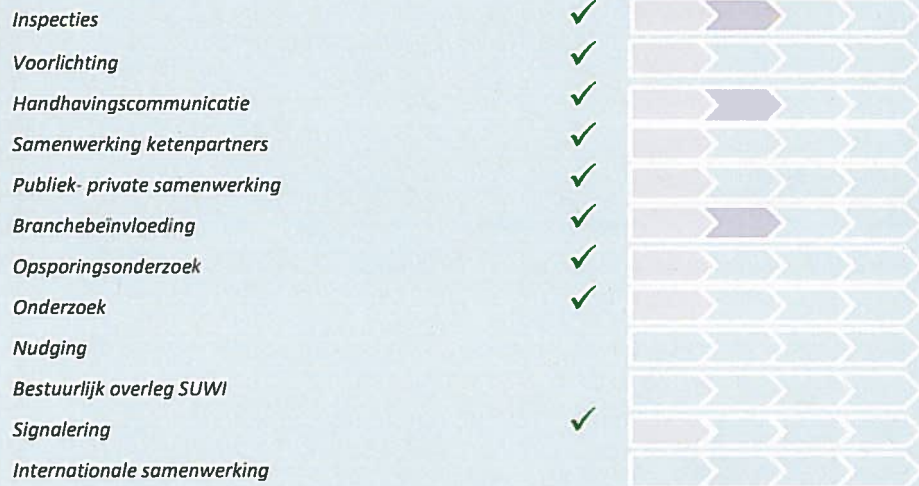 Inspecties ✓
Voorlichting ✓
Handhavingscommunicatie ✓
Samenwerking ketenpartners ✓
Publiek- private samenwerking ✓
Branchebeïnvloeding ✓
Opsporingsonderzoek ✓
Onderzoek ✓
Nudging
Bestuurlijk overleg SUWI
Signalering ✓
Internationale samenwerking